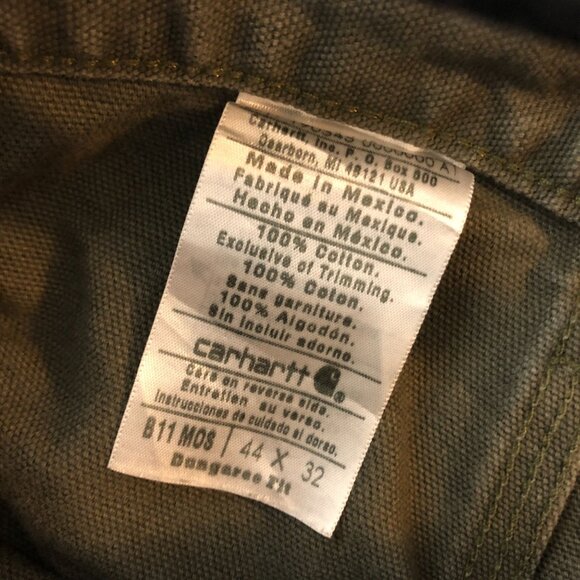 Carhartt, Inc. P. O. Box 600
Dearborn, MI 48121 USA
Made in Mexico.
Fabriqué au Mexique.
Hecho en México.
100% Cotton.
Exclusive of Trimming.
100% Coton.
Sans garniture.
100% Algodón.
Sin incluir adorno.
carhartt
Care on reverse side.
Entretien au verso.
Instrucciones de cuidado al dorso.
B11 MOS / 44 X 32
Dungaree Fit